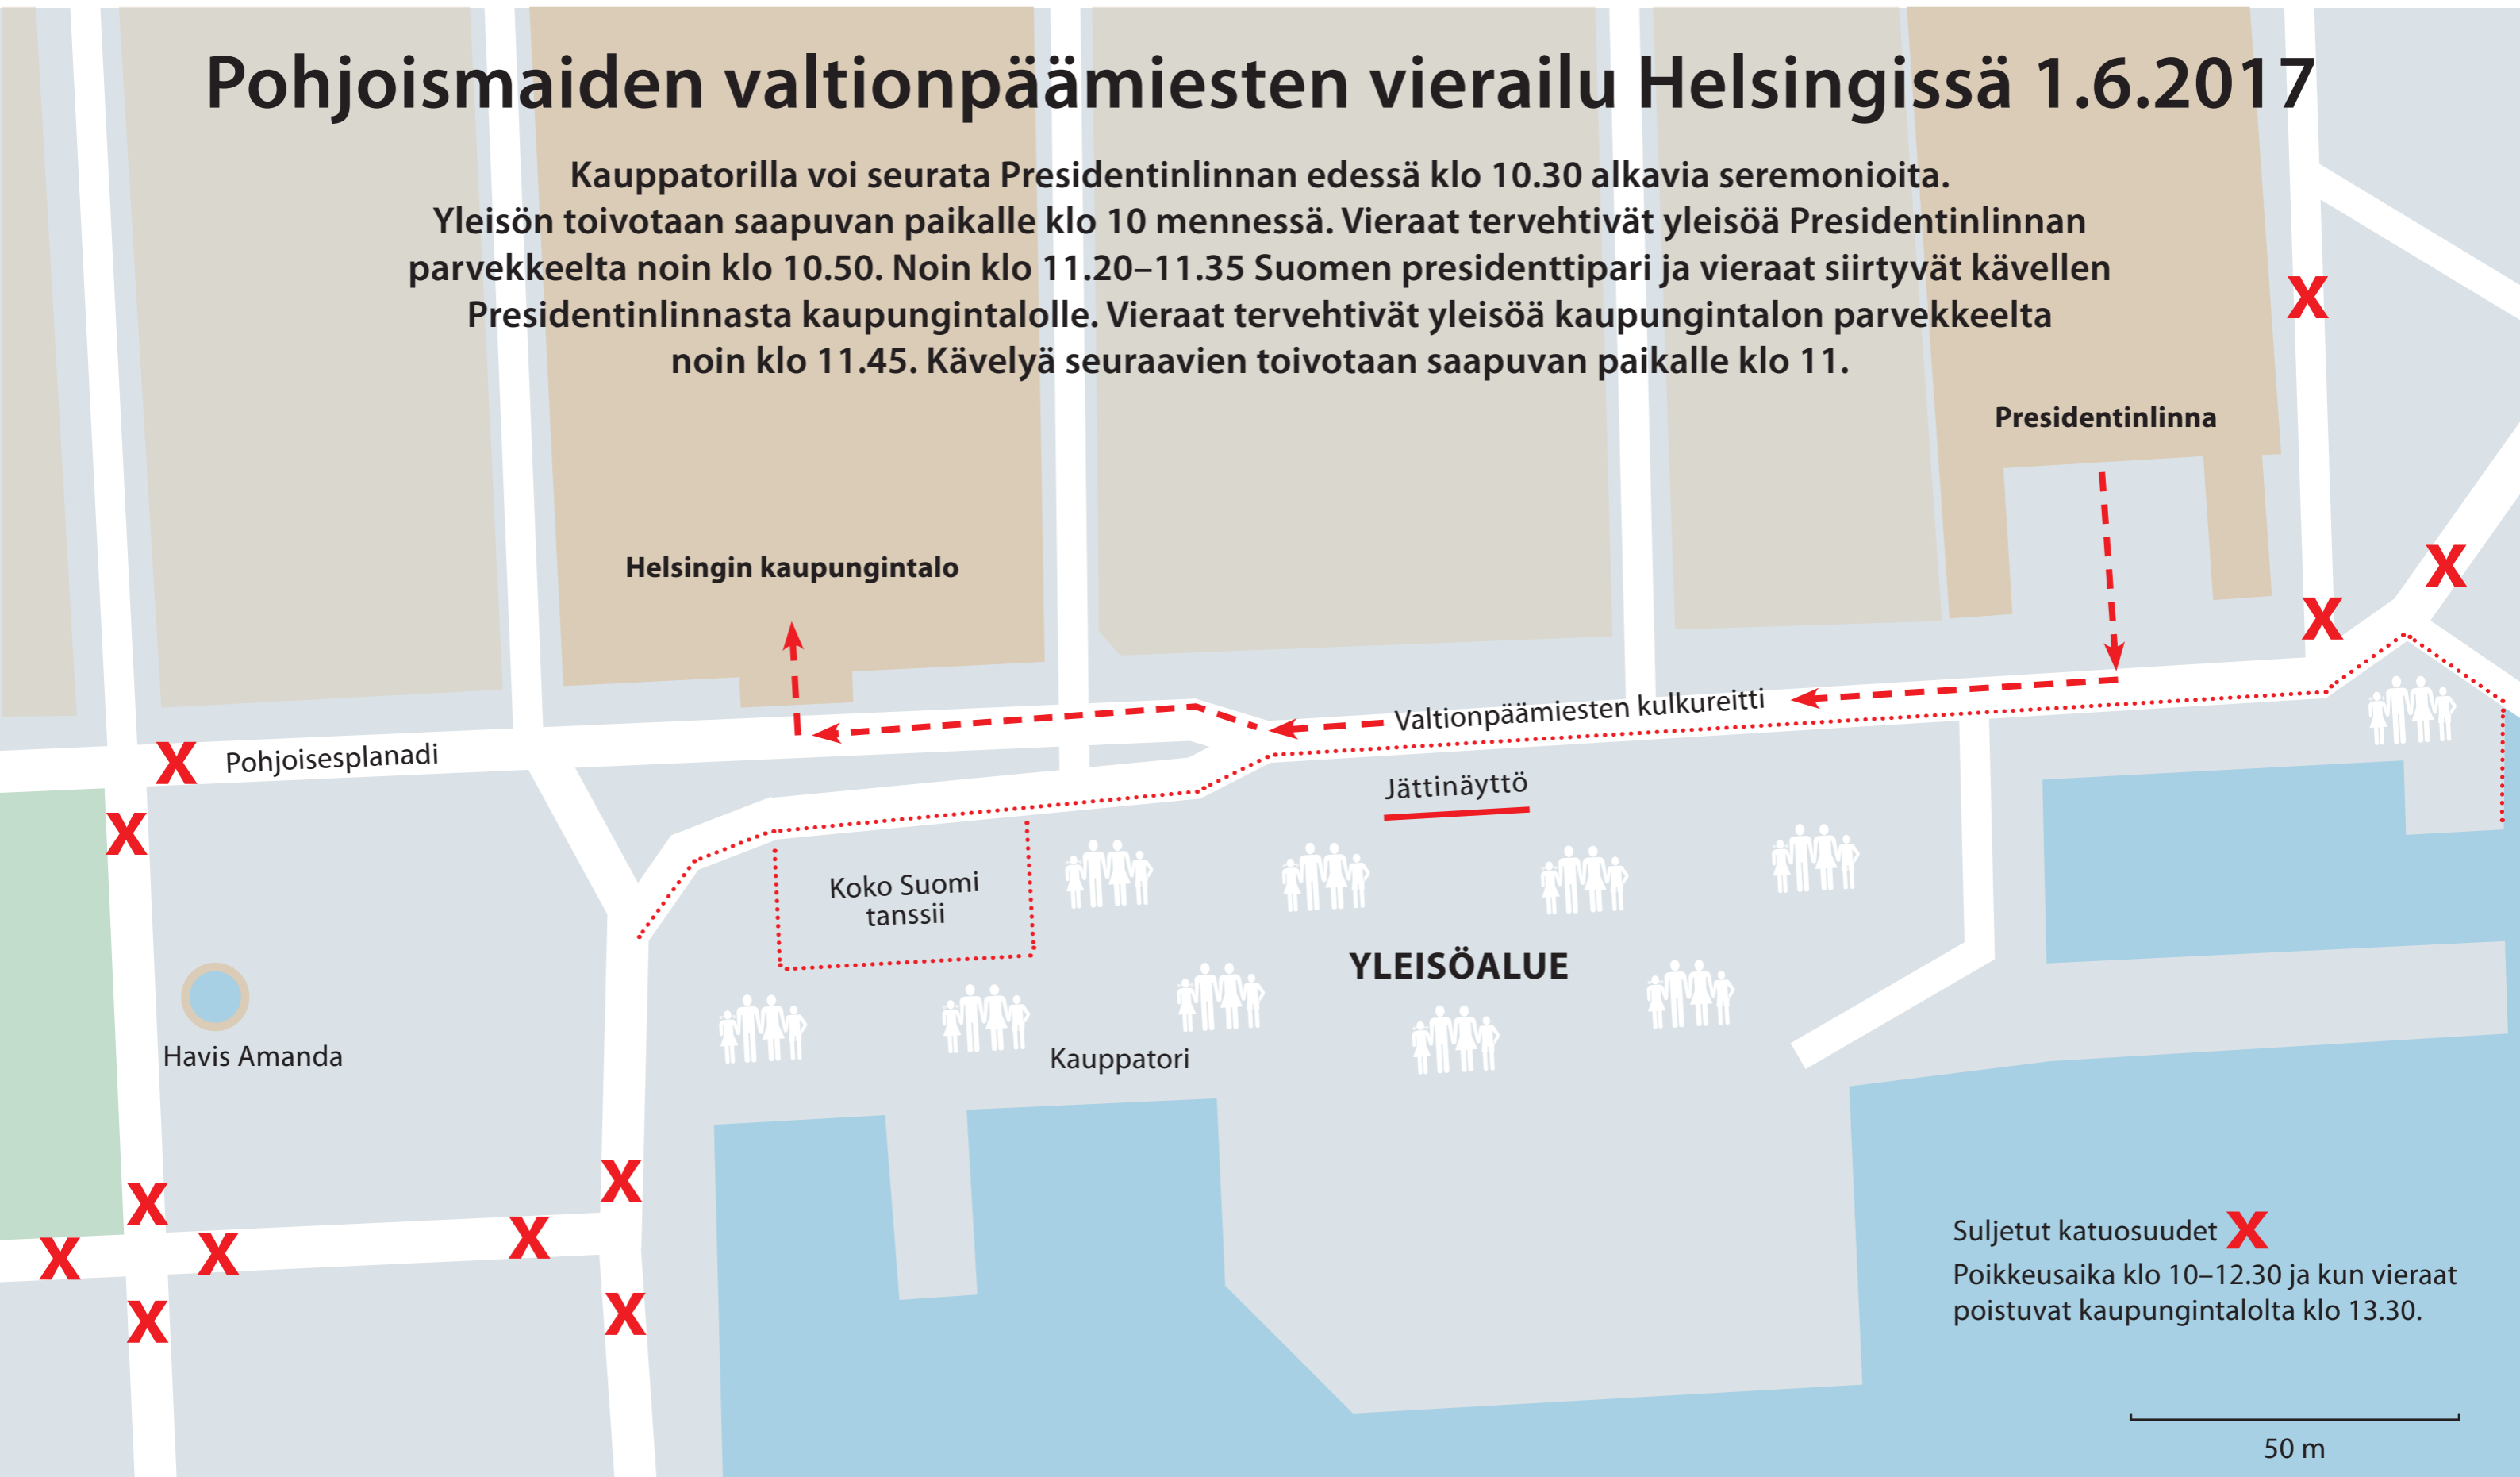 Pohjoismaiden valtionpäämiesten vierailu Helsingissä 1.6.2017
Kauppatorilla voi seurata Presidentinlinnan edessä klo 10.30 alkavia seremonioita.
Yleisön toivotaan saapuvan paikalle klo 10 mennessä. Vieraat tervehtivät yleisöä Presidentinlinnan
parvekkeelta noin klo 10.50. Noin klo 11.20–11.35 Suomen presidenttipari ja vieraat siirtyvät kävellen
Presidentinlinnasta kaupungintalolle. Vieraat tervehtivät yleisöä kaupungintalon parvekkeelta
noin klo 11.45. Kävelyä seuraavien toivotaan saapuvan paikalle klo 11.
Presidentinlinna
Helsingin kaupungintalo
Valtionpäämiesten kulkureitti
Pohjoisesplanadi
Jättinäyttö
Koko Suomi
tanssii
YLEISÖALUE
Havis Amanda
Kauppatori
Suljetut katuosuudet X
Poikkeusaika klo 10–12.30 ja kun vieraat
poistuvat kaupungintalolta klo 13.30.
50 m